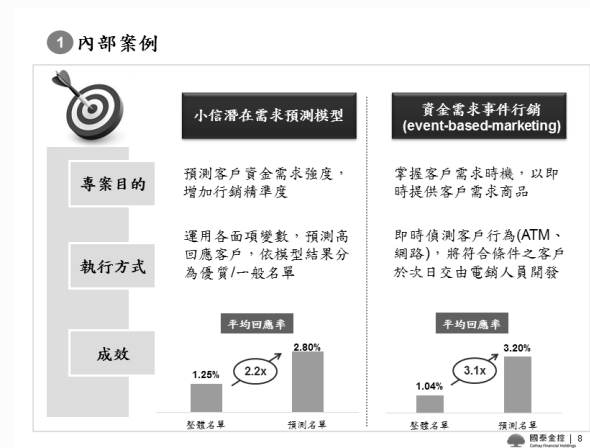 1 內部案例
小信潛在需求預測模型
資金需求事件行銷
(event-based-marketing)
專案目的
預測客戶資金需求強度，
增加行銷精準度
掌握客戶需求時機，以即
時提供客戶需求商品
執行方式
運用各面項變數，預測高
回應客戶，依模型結果分
為優質/一般名單
即時偵測客戶行為(ATM、
網路)，將符合條件之客戶
於次日交由電銷人員開發
成效
平均回應率
1.25%
2.2x
2.80%
整體名單
預測名單
平均回應率
1.04%
3.1x
3.20%
整體名單
預測名單
國泰金控 | 8
Cathay Financial Holdings